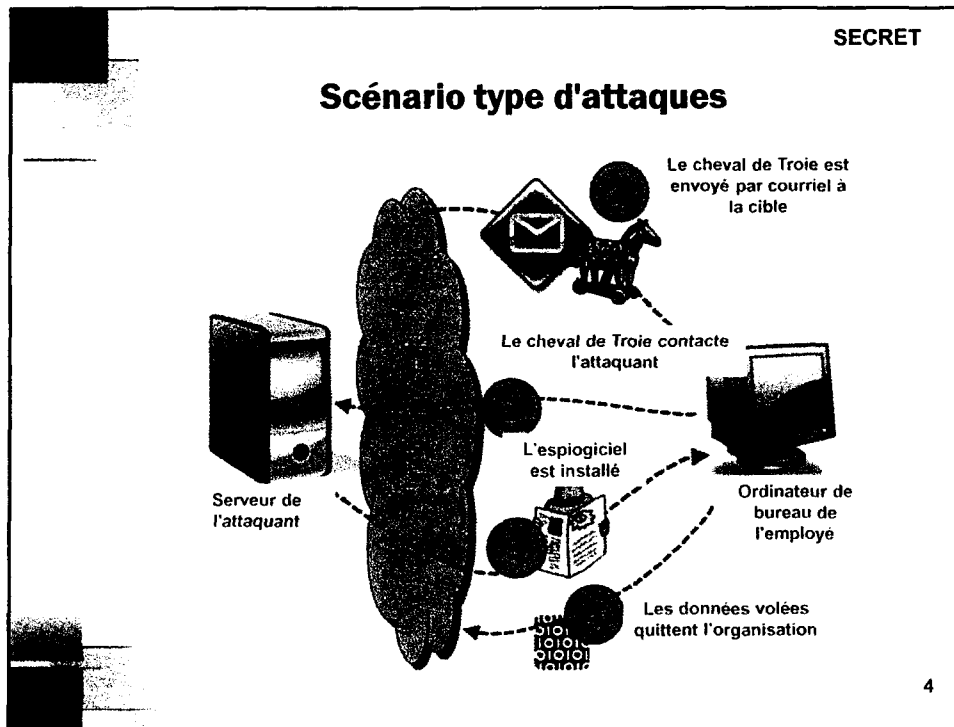 SECRET
Scénario type d'attaques
Le cheval de Troie est
envoyé par courriel à
la cible
Le cheval de Troie contacte
l'attaquant
L'espiogiciel
est installé
Serveur de
l'attaquant
Ordinateur de
bureau de
l'employé
Les données volées
quittent l'organisation
4